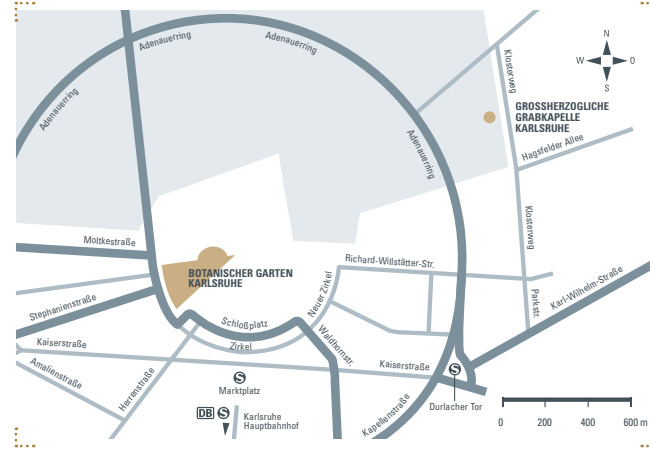 Adenauerring
Adenauerring
Adenauerring
Adenauerring
Klosterweg
N
W
O
S
GROSSHERZOGLICHE
GRABKAPELLE
KARLSRUHE
Hagsfelder Allee
Klosterweg
Moltkestraße
Richard-Willstätter-Str.
BOTANISCHER GARTEN
KARLSRUHE
Neuer Zirkel
Parkstr.
Karl-Wilhelm-Straße
Stephanienstraße
Schloßplatz
Zirkel
Waldhornstr.
Kaiserstraße
Kaiserstraße
Amalienstraße
Herrenstraße
S
Marktplatz
S
Durlacher Tor
DB
S
Karlsruhe
Hauptbahnhof
Kapellenstraße
0 200 400 600 m